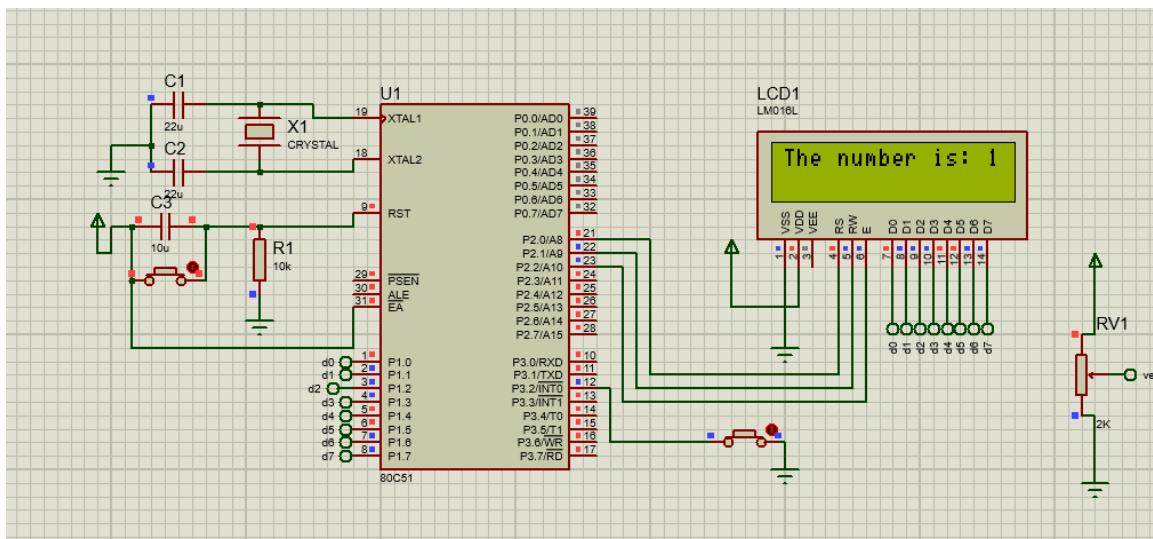 C1
22u
X1
CRYSTAL
C2
22u
C3
10u
R1
10k
U1
19 XTAL1
18 XTAL2
9 RST
29 PSEN
30 ALE
31 EA
d0 1 P1.0
d1 2 P1.1
d2 3 P1.2
d3 4 P1.3
d4 5 P1.4
d5 6 P1.5
d6 7 P1.6
d7 8 P1.7
P0.0/AD0 39
P0.1/AD1 38
P0.2/AD2 37
P0.3/AD3 36
P0.4/AD4 35
P0.5/AD5 34
P0.6/AD6 33
P0.7/AD7 32
P2.0/A8 21
P2.1/A9 22
P2.2/A10 23
P2.3/A11 24
P2.4/A12 25
P2.5/A13 26
P2.6/A14 27
P2.7/A15 28
P3.0/RXD 10
P3.1/TXD 11
P3.2/INT0 12
P3.3/INT1 13
P3.4/T0 14
P3.5/T1 15
P3.6/WR 16
P3.7/RD 17
80C51
LCD1
LM016L
The number is: 1
VSS VDD VEE RS RW E D0 D1 D2 D3 D4 D5 D6 D7
1 2 3 4 5 6 7 8 9 10 11 12 13 14
d0 d1 d2 d3 d4 d5 d6 d7
RV1
ve
2K